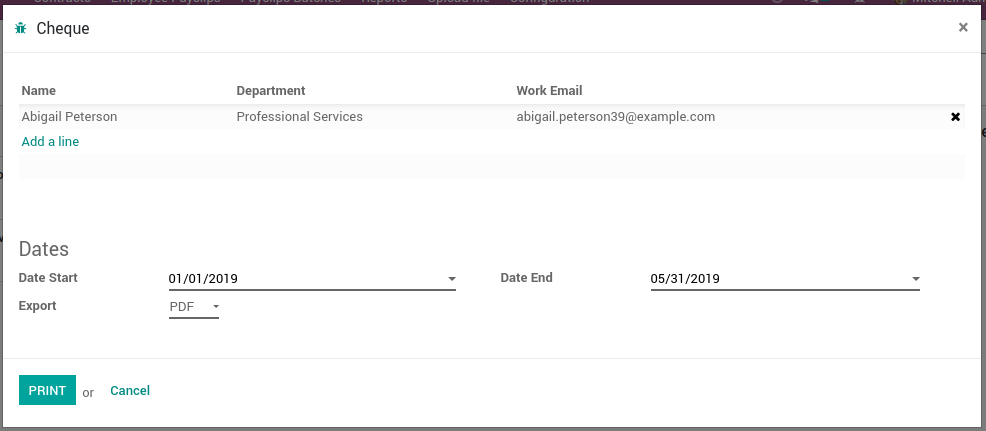 Cheque ×
Name Department Work Email
Abigail Peterson Professional Services abigail.peterson39@example.com
Add a line
Dates
Date Start 01/01/2019 Date End 05/31/2019
Export PDF
PRINT or Cancel